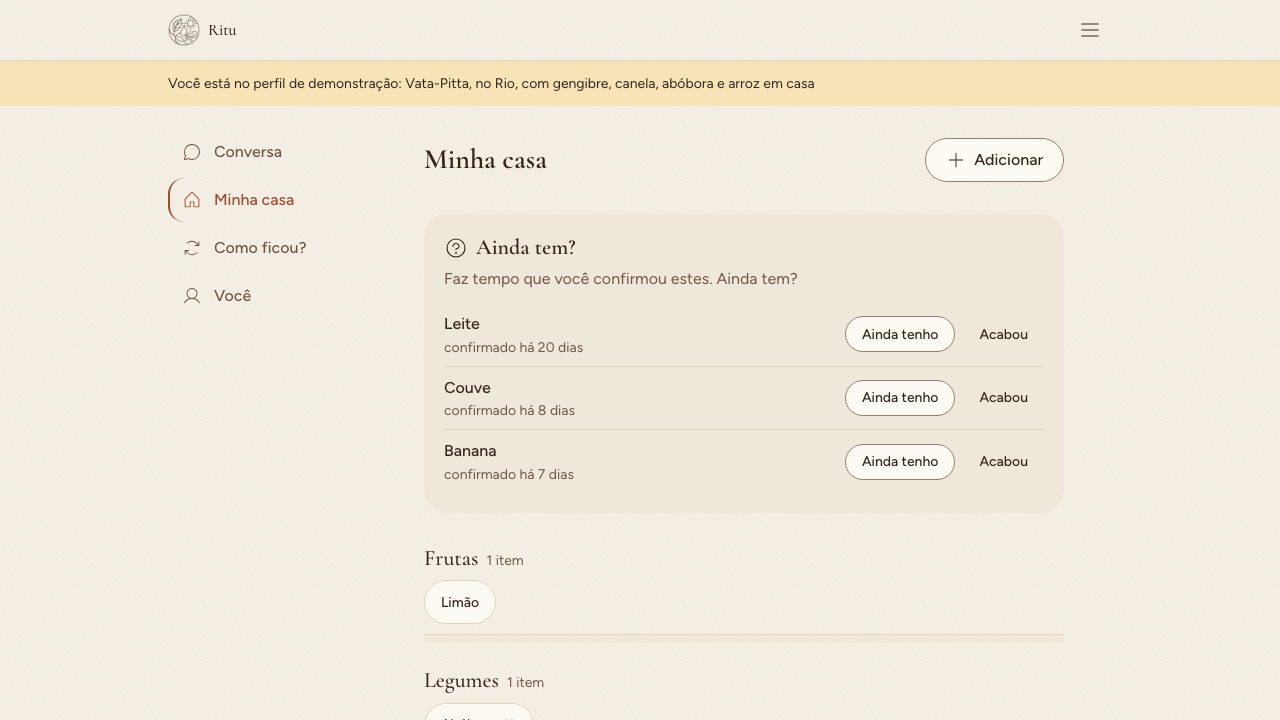 Ritu
Você está no perfil de demonstração: Vata-Pitta, no Rio, com gengibre, canela, abóbora e arroz em casa
Conversa
Minha casa
Como ficou?
Você
Minha casa
Adicionar
Ainda tem?
Faz tempo que você confirmou estes. Ainda tem?
Leite
confirmado há 20 dias
Ainda tenho
Acabou
Couve
confirmado há 8 dias
Ainda tenho
Acabou
Banana
confirmado há 7 dias
Ainda tenho
Acabou
Frutas 1 item
Limão
Legumes 1 item